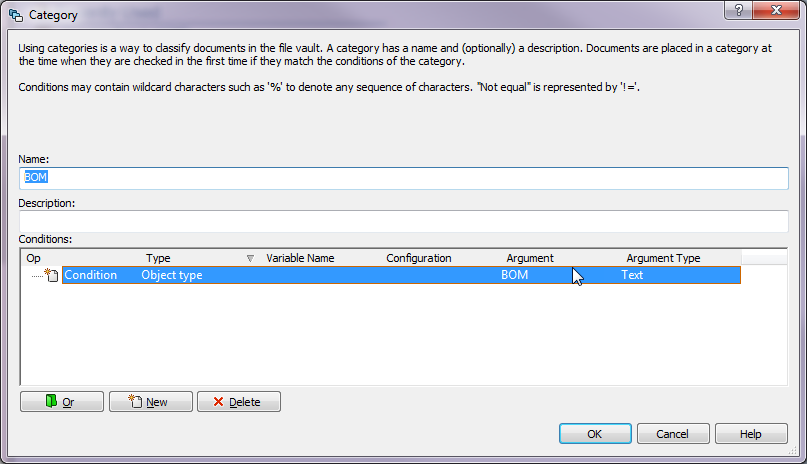 Category
Using categories is a way to classify documents in the file vault. A category has a name and (optionally) a description. Documents are placed in a category at
the time when they are checked in the first time if they match the conditions of the category.
Conditions may contain wildcard characters such as '%' to denote any sequence of characters. "Not equal" is represented by '!='.
Name:
BOM
Description:
Conditions:
Op Type Variable Name Configuration Argument Argument Type
Condition Object type BOM Text
Or New Delete
OK Cancel Help